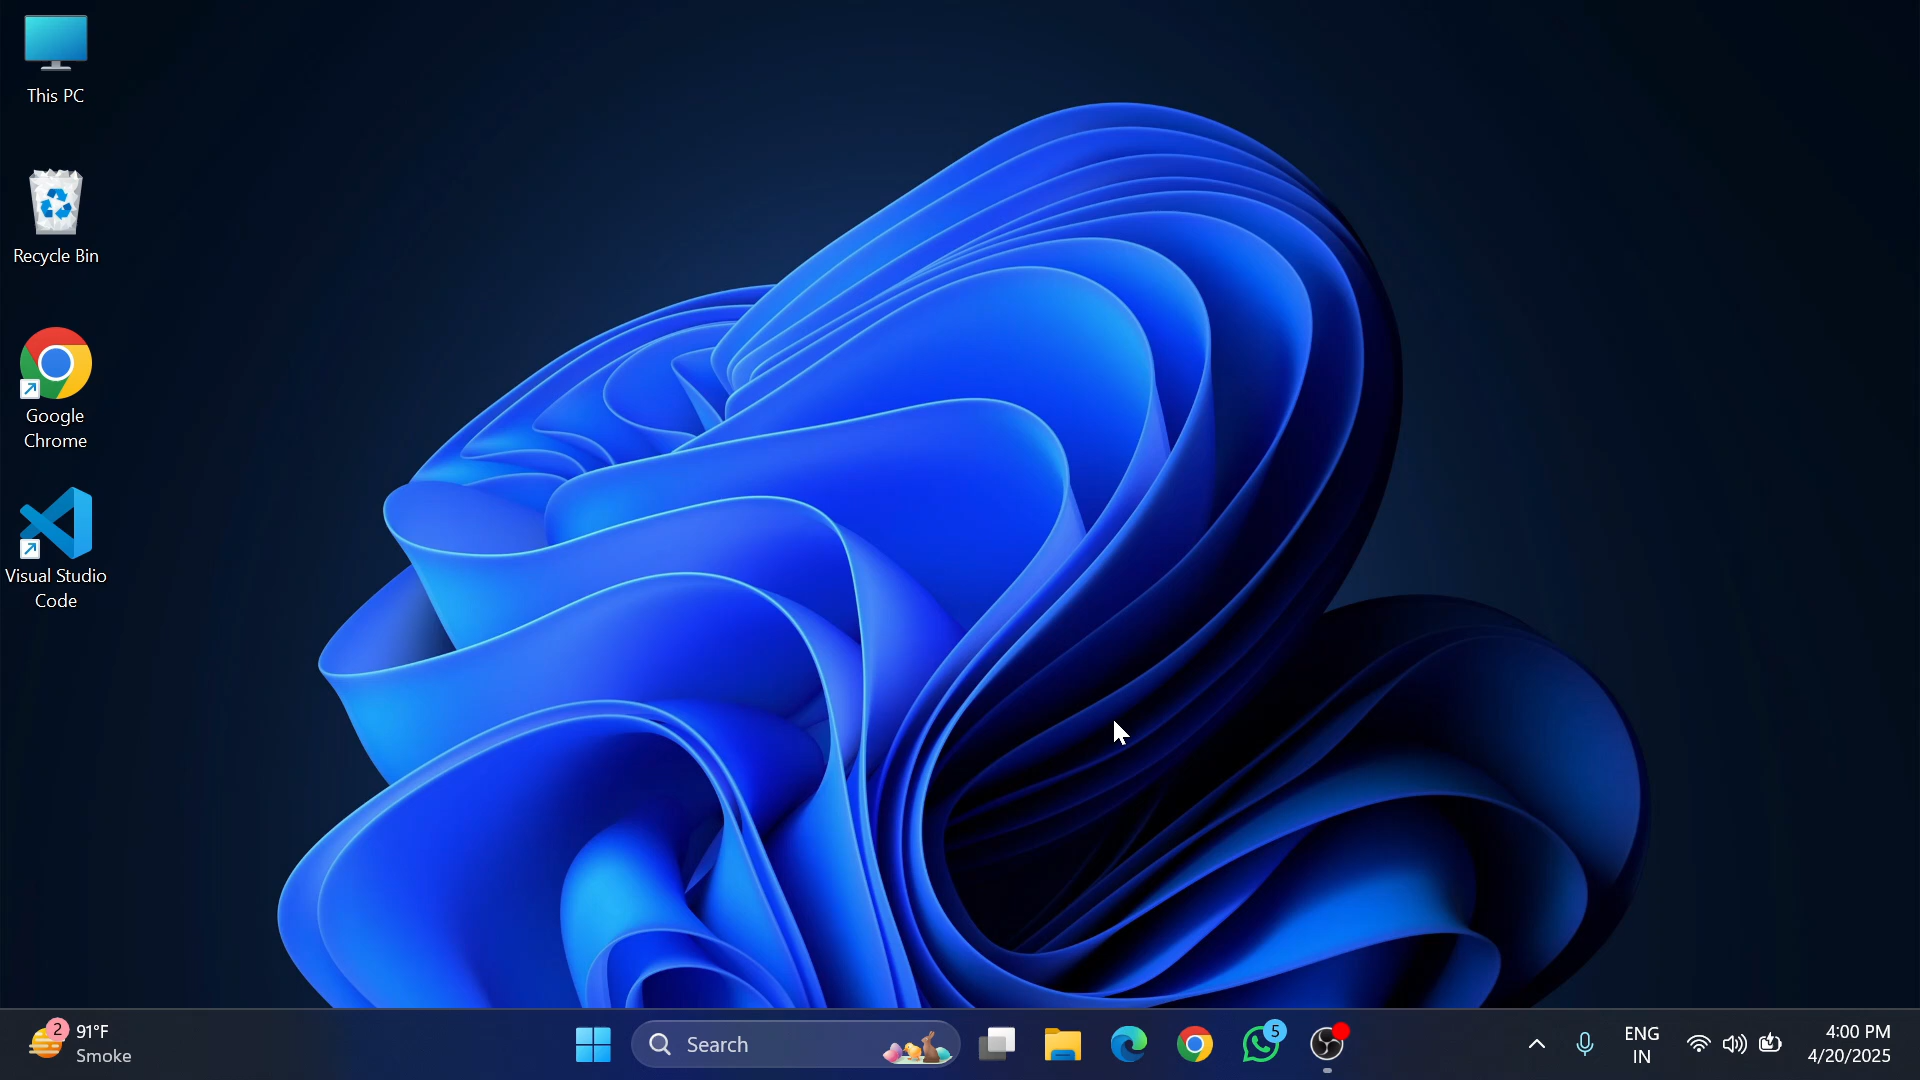 This PC
Recycle Bin
Google
Chrome
Visual Studio
Code
2
91°F
Smoke
Search
5
ENG
IN
4:00 PM
4/20/2025